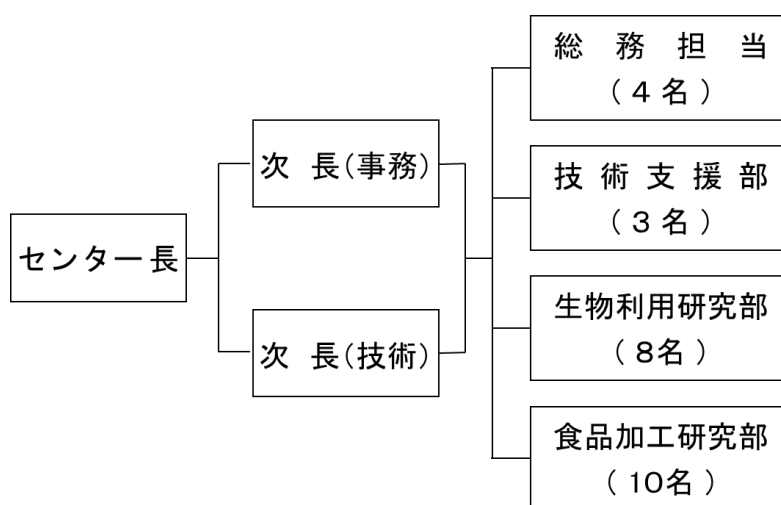 センター長
次 長(事務)
次 長(技術)
総 務 担 当
( 4 名 )
技 術 支 援 部
( 3 名 )
生物利用研究部
( 8名 )
食品加工研究部
( 10名 )